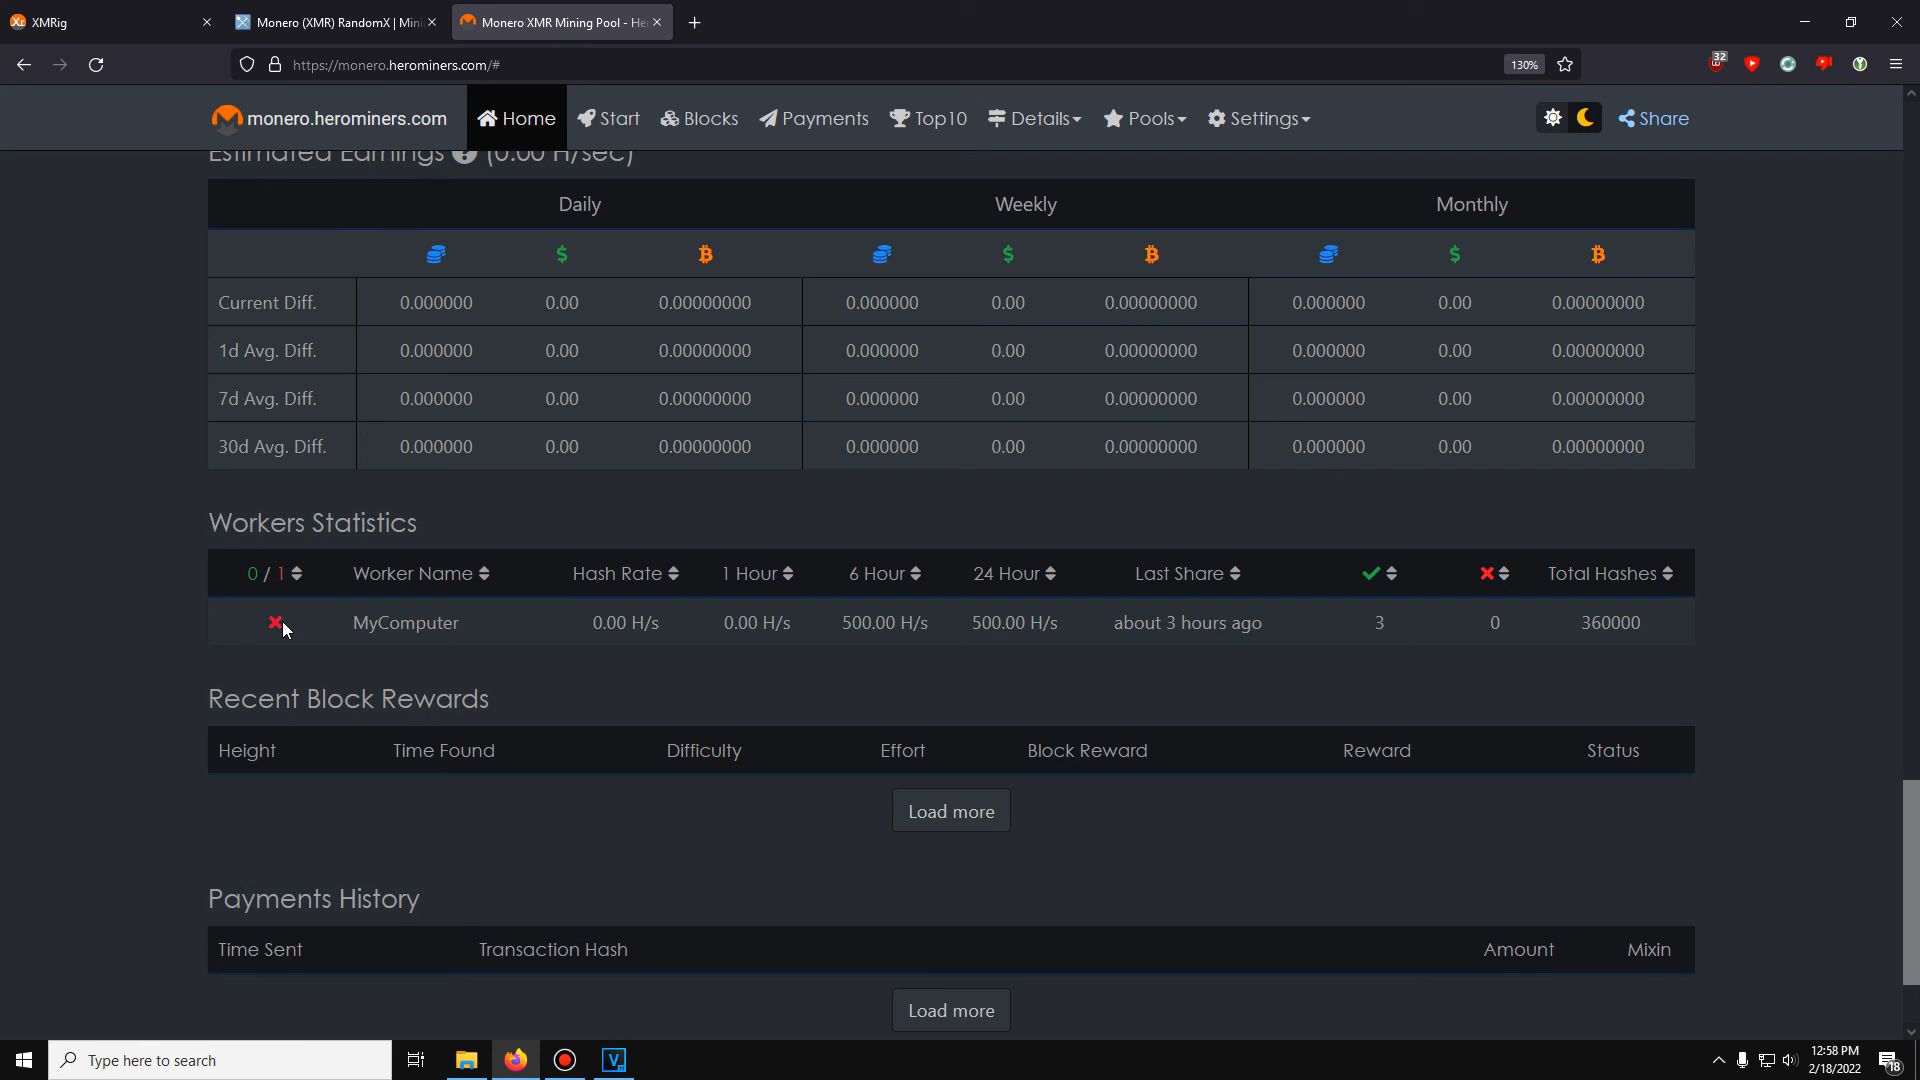 XMRig
Monero (XMR) RandomX | Mini
Monero XMR Mining Pool - He
https://monero.herominers.com/#
130%
32
monero.herominers.com
Home
Start
Blocks
Payments
Top10
Details
Pools
Settings
Share
Estimated Earnings (0.00 H/sec)
Daily Weekly Monthly
$ $ $
Current Diff. 0.000000 0.00 0.00000000 0.000000 0.00 0.00000000 0.000000 0.00 0.00000000
1d Avg. Diff. 0.000000 0.00 0.00000000 0.000000 0.00 0.00000000 0.000000 0.00 0.00000000
7d Avg. Diff. 0.000000 0.00 0.00000000 0.000000 0.00 0.00000000 0.000000 0.00 0.00000000
30d Avg. Diff. 0.000000 0.00 0.00000000 0.000000 0.00 0.00000000 0.000000 0.00 0.00000000
Workers Statistics
0 / 1 Worker Name Hash Rate 1 Hour 6 Hour 24 Hour Last Share Total Hashes
MyComputer 0.00 H/s 0.00 H/s 500.00 H/s 500.00 H/s about 3 hours ago 3 0 360000
Recent Block Rewards
Height Time Found Difficulty Effort Block Reward Reward Status
Load more
Payments History
Time Sent Transaction Hash Amount Mixin
Load more
Type here to search
V
12:58 PM
2/18/2022
18